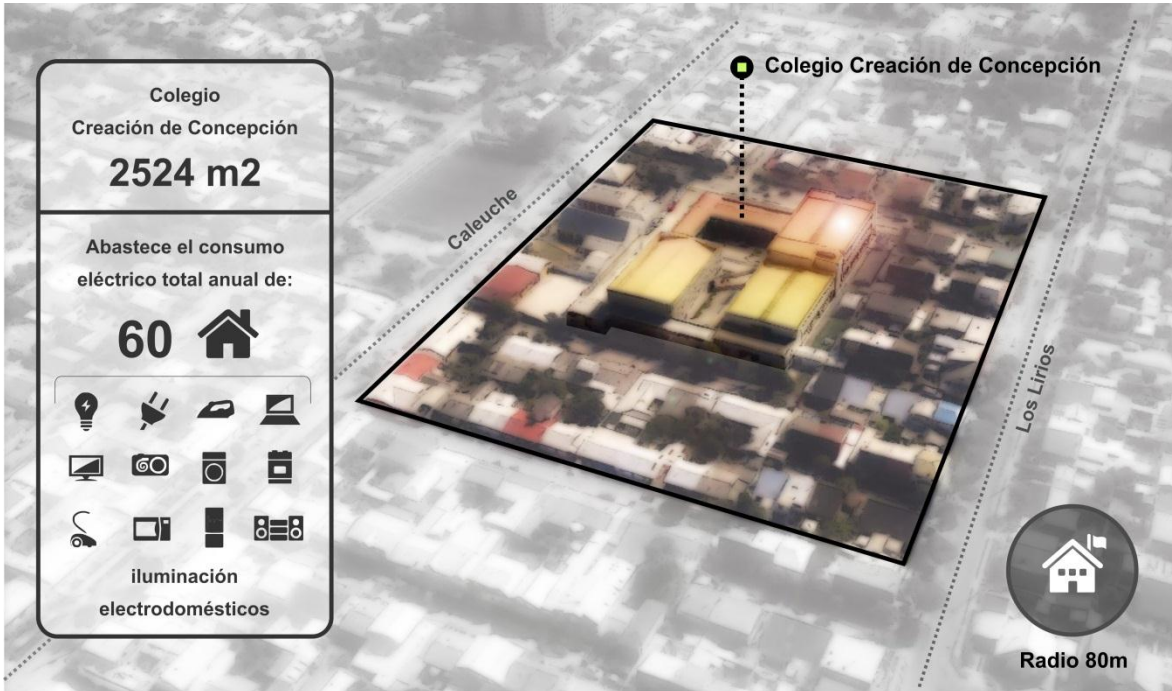 Colegio
Creación de Concepción
2524 m2
Abastece el consumo
eléctrico total anual de:
60
iluminación
electrodomésticos
Colegio Creación de Concepción
Caleuche
Los Lirios
Radio 80m